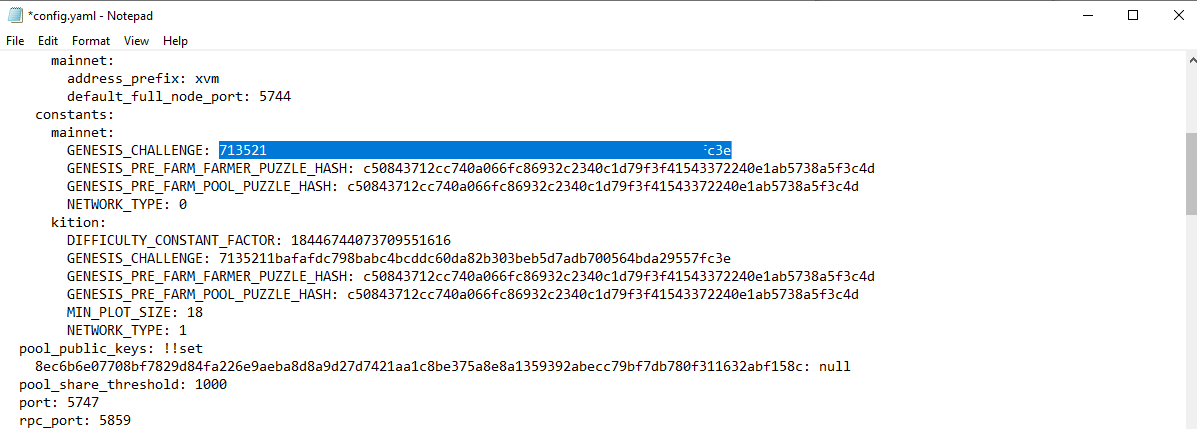 *config.yaml - Notepad
File Edit Format View Help
mainnet:
address_prefix: xvm
default_full_node_port: 5744
constants:
mainnet:
GENESIS_CHALLENGE: 713521 fc3e
GENESIS_PRE_FARM_FARMER_PUZZLE_HASH: c50843712cc740a066fc86932c2340c1d79f3f41543372240e1ab5738a5f3c4d
GENESIS_PRE_FARM_POOL_PUZZLE_HASH: c50843712cc740a066fc86932c2340c1d79f3f41543372240e1ab5738a5f3c4d
NETWORK_TYPE: 0
kition:
DIFFICULTY_CONSTANT_FACTOR: 18446744073709551616
GENESIS_CHALLENGE: 7135211bafafdc798babc4bcddc60da82b303beb5d7adb700564bda29557fc3e
GENESIS_PRE_FARM_FARMER_PUZZLE_HASH: c50843712cc740a066fc86932c2340c1d79f3f41543372240e1ab5738a5f3c4d
GENESIS_PRE_FARM_POOL_PUZZLE_HASH: c50843712cc740a066fc86932c2340c1d79f3f41543372240e1ab5738a5f3c4d
MIN_PLOT_SIZE: 18
NETWORK_TYPE: 1
pool_public_keys: !!set
8ec6b6e07708bf7829d84fa226e9aeba8d8a9d27d7421aa1c8be375a8e8a1359392abecc79bf7db780f311632abf158c: null
pool_share_threshold: 1000
port: 5747
rpc_port: 5859